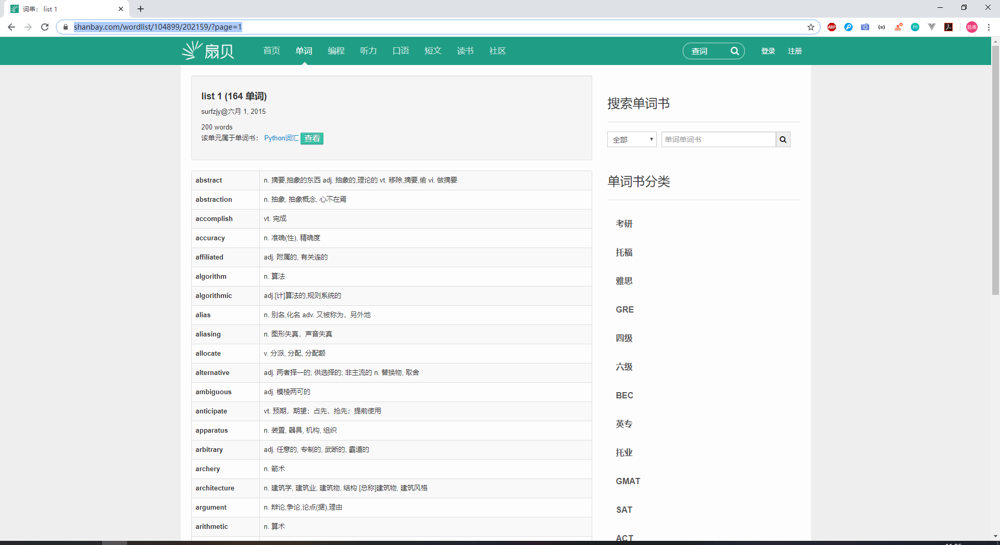 词串： list 1
shanbay.com/wordlist/104899/202159/?page=1
ABP
m
启奥
扇贝
首页 单词 编程 听力 口语 短文 读书 社区
查词
登录 注册
list 1 (164 单词)
surfzjy@六月 1, 2015
200 words
该单元属于单词书： Python词汇 查看
abstract n. 摘要,抽象的东西 adj. 抽象的,理论的 vt. 移除,摘要,偷 vi. 做摘要
abstraction n. 抽象, 抽象概念, 心不在焉
accomplish vt. 完成
accuracy n. 准确(性), 精确度
affiliated adj. 附属的, 有关连的
algorithm n. 算法
algorithmic adj.[计]算法的,规则系统的
alias n. 别名,化名 adv. 又被称为，另外地
aliasing n. 图形失真，声音失真
allocate v. 分派, 分配, 分配额
alternative adj. 两者择一的; 供选择的; 非主流的 n. 替换物, 取舍
ambiguous adj. 模棱两可的
anticipate vt. 预期，期望；占先，抢先；提前使用
apparatus n. 装置, 器具, 机构, 组织
arbitrary adj. 任意的, 专制的, 武断的, 霸道的
archery n. 箭术
architecture n. 建筑学, 建筑业, 建筑物, 结构 [总称]建筑物, 建筑风格
argument n. 辩论,争论,论点(据),理由
arithmetic n. 算术
搜索单词书
全部 单词单词书
单词书分类
考研
托福
雅思
GRE
四级
六级
BEC
英专
托业
GMAT
SAT
ACT